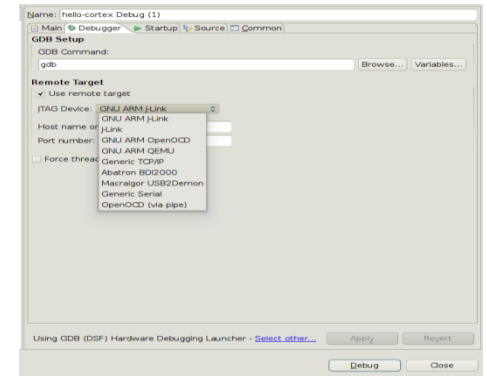 Name: hello-cortex Debug (1)
Main Debugger Startup Source Common
GDB Setup
GDB Command:
gdb Browse... Variables...
Remote Target
Use remote target
JTAG Device: GNU ARM J-Link
GNU ARM J-Link
Host name or
J-Link
Port number:
GNU ARM OpenOCD
GNU ARM QEMU
Force thread
Generic TCP/IP
Abatron BDI2000
Macraigor USB2Demon
Generic Serial
OpenOCD (via pipe)
Using GDB (DSF) Hardware Debugging Launcher - Select other... Apply Revert
Debug Close